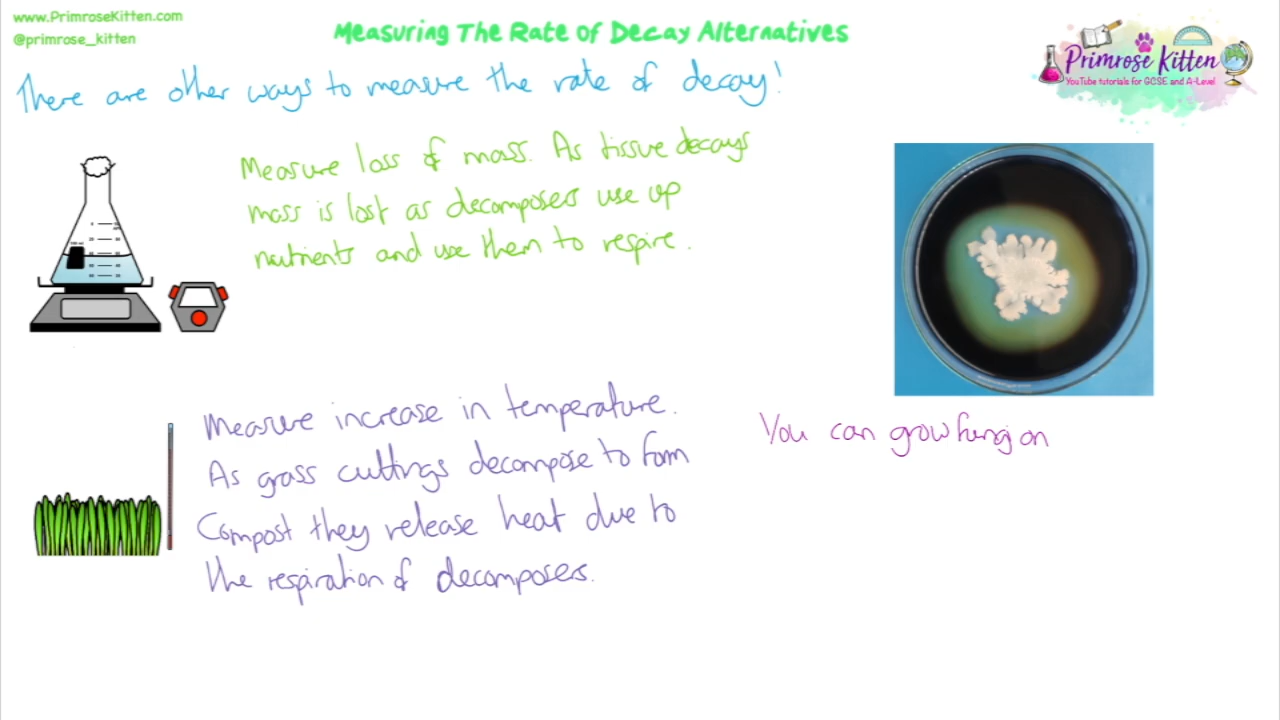 www.PrimroseKitten.com
@primrose_kitten
Measuring The Rate of Decay Alternatives
Primrose Kitten
YouTube tutorials for GCSE and A-Level
There are other ways to measure the rate of decay!
Measure loss of mass. As tissue decays
mass is lost as decomposers use up
nutrients and use them to respire.
Measure increase in temperature.
As grass cuttings decompose to form
Compost they release heat due to
the respiration of decomposers.
You can grow fungi on